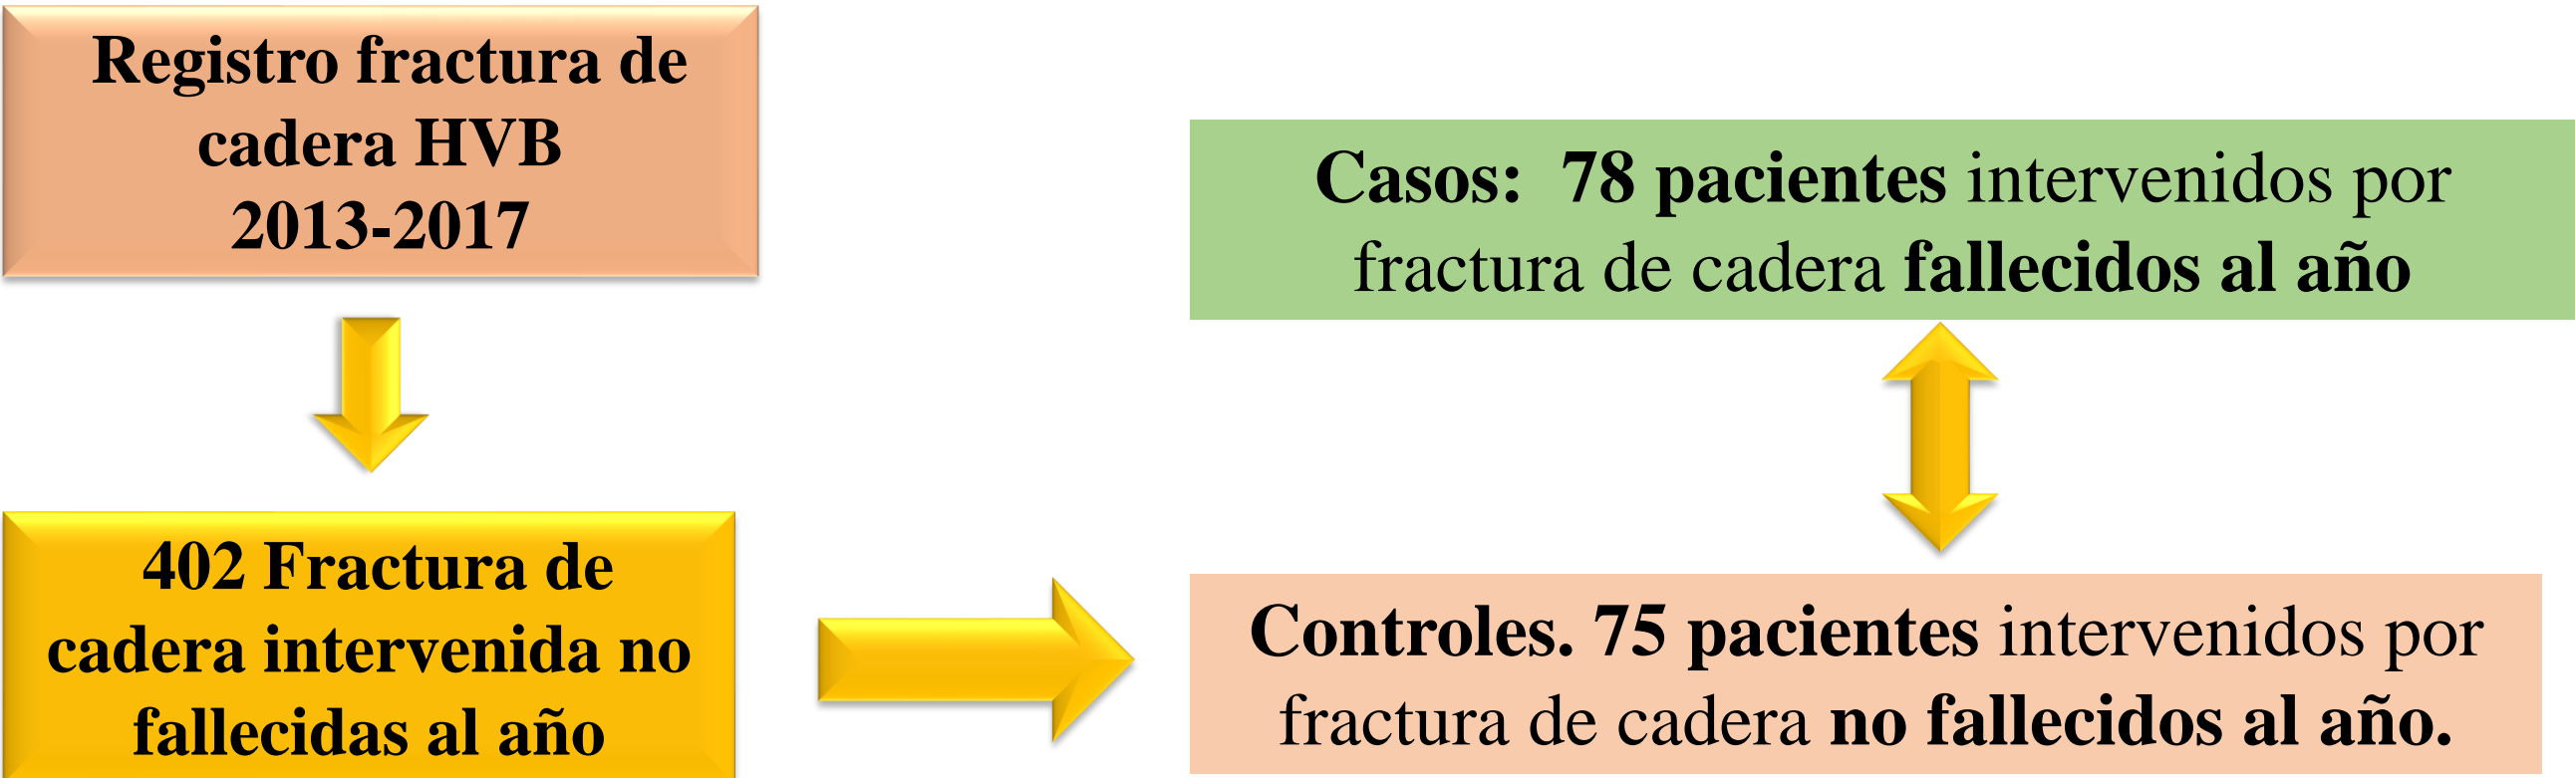 Registro fractura de
cadera HVB
2013-2017
402 Fractura de
cadera intervenida no
fallecidas al año
Casos: 78 pacientes intervenidos por
fractura de cadera fallecidos al año
Controles. 75 pacientes intervenidos por
fractura de cadera no fallecidos al año.